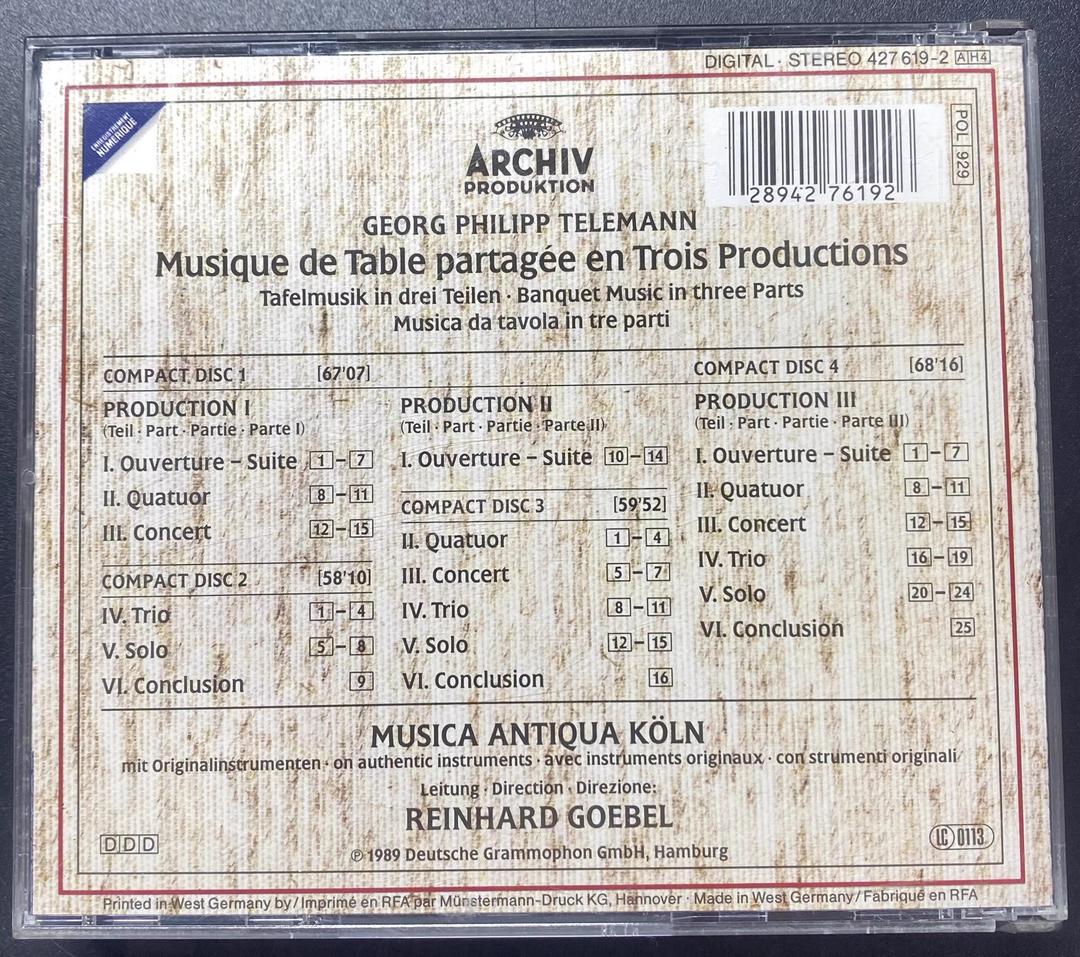 DIGITAL · STEREO 427 619-2 AH4
ENREGISTREMENT
NUMÉRIQUE
ARCHIV
PRODUKTION
28942 76192
POL 929
GEORG PHILIPP TELEMANN
Musique de Table partagée en Trois Productions
Tafelmusik in drei Teilen · Banquet Music in three Parts
Musica da tavola in tre parti
COMPACT DISC 1 [67'07]
PRODUCTION I
(Teil · Part · Partie · Parte I)
I. Ouverture – Suite 1 – 7
II. Quatuor 8 – 11
III. Concert 12 – 15
COMPACT DISC 2 [58'10]
IV. Trio 1 – 4
V. Solo 5 – 8
VI. Conclusion 9
PRODUCTION II
(Teil · Part · Partie · Parte II)
I. Ouverture – Suite 10 – 14
COMPACT DISC 3 [59'52]
II. Quatuor 1 – 4
III. Concert 5 – 7
IV. Trio 8 – 11
V. Solo 12 – 15
VI. Conclusion 16
COMPACT DISC 4 [68'16]
PRODUCTION III
(Teil · Part · Partie · Parte III)
I. Ouverture – Suite 1 – 7
II. Quatuor 8 – 11
III. Concert 12 – 15
IV. Trio 16 – 19
V. Solo 20 – 24
VI. Conclusion 25
MUSICA ANTIQUA KÖLN
mit Originalinstrumenten · on authentic instruments · avec instruments originaux · con strumenti originali
Leitung · Direction · Direzione:
REINHARD GOEBEL
DDD
LC 0113
℗ 1989 Deutsche Grammophon GmbH, Hamburg
Printed in West Germany by / Imprimé en RFA par Münstermann-Druck KG, Hannover · Made in West Germany / Fabriqué en RFA